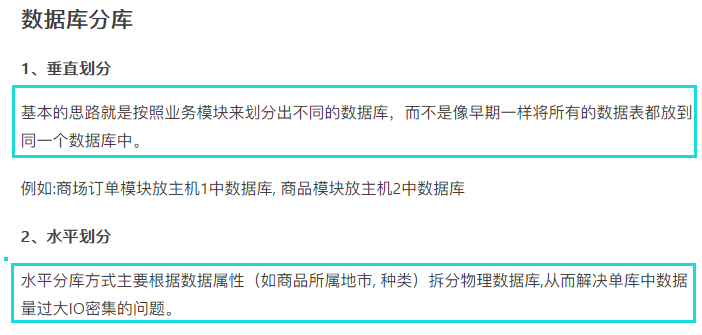 数据库分库
1、垂直划分
基本的思路就是按照业务模块来划分出不同的数据库，而不是像早期一样将所有的数据表都放到
同一个数据库中。
例如:商场订单模块放主机1中数据库, 商品模块放主机2中数据库
2、水平划分
水平分库方式主要根据数据属性（如商品所属地市, 种类）拆分物理数据库,从而解决单库中数据
量过大IO密集的问题。